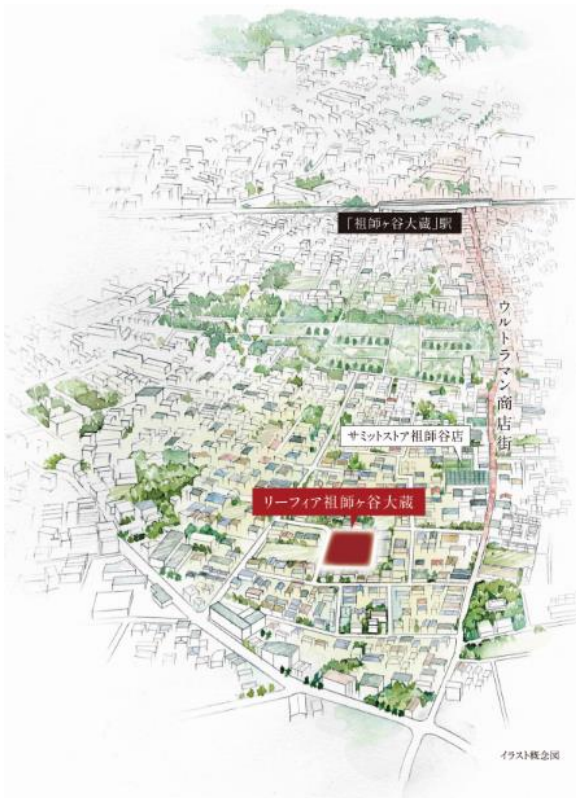 「祖師ヶ谷大蔵」駅
ウルトラマン商店街
サミットストア祖師谷店
リーフィア祖師ヶ谷大蔵
イラスト概念図